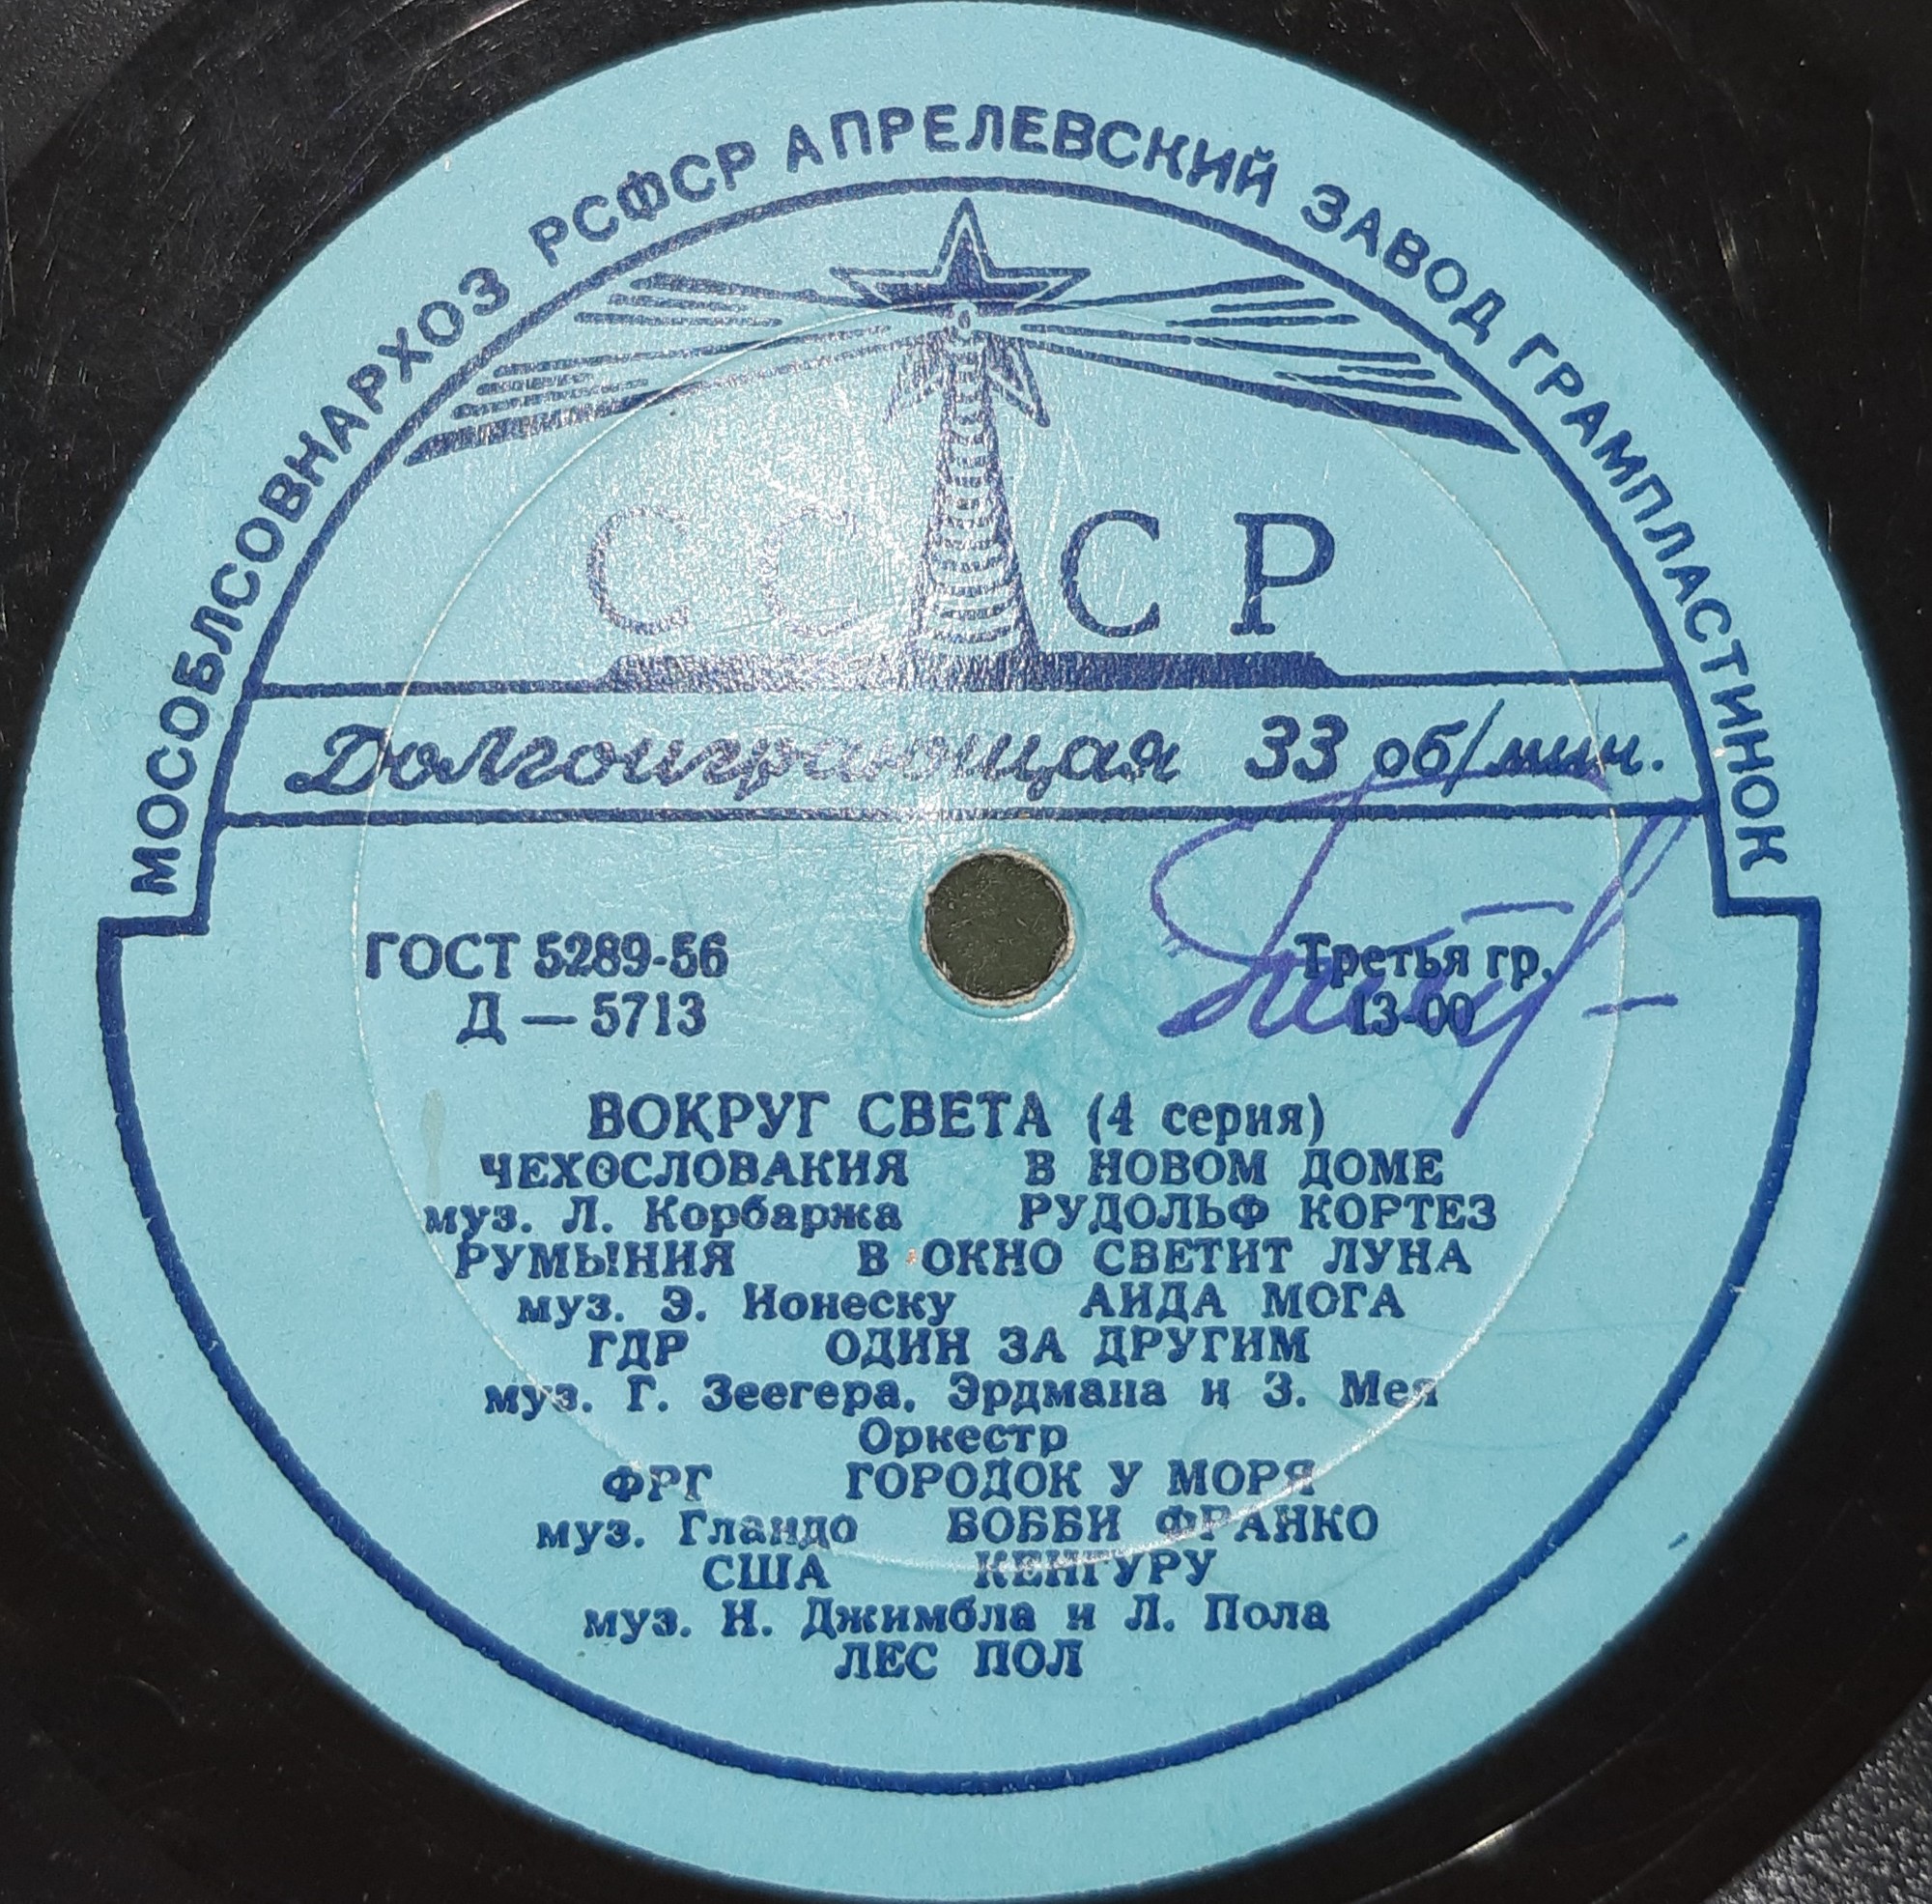 МОСОБЛСОВНАРХОЗ РСФСР АПРЕЛЕВСКИЙ ЗАВОД ГРАМПЛАСТИНОК
СССР
Долгоиграющая 33 об/мин.
ГОСТ 5289-56 Третья гр.
Д — 5713 13-00
ВОКРУГ СВЕТА (4 серия)
ЧЕХОСЛОВАКИЯ В НОВОМ ДОМЕ
муз. Л. Корбаржа РУДОЛЬФ КОРТЕЗ
РУМЫНИЯ В ОКНО СВЕТИТ ЛУНА
муз. Э. Ионеску АИДА МОГА
ГДР ОДИН ЗА ДРУГИМ
муз. Г. Зеегера, Эрдмана и З. Мея
Оркестр
ФРГ ГОРОДОК У МОРЯ
муз. Гландо БОББИ ФРАНКО
США КЕНГУРУ
муз. Н. Джимбла и Л. Пола
ЛЕС ПОЛ